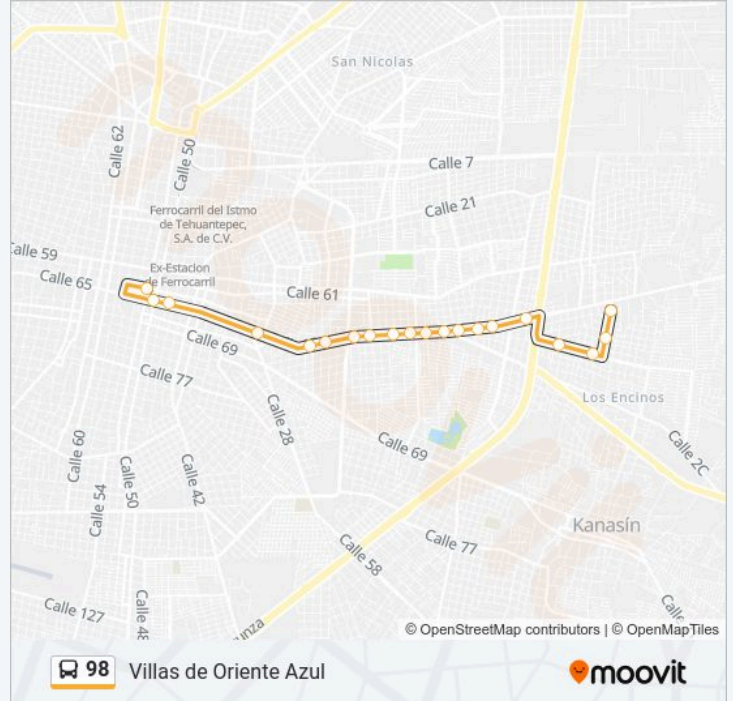 San Nicolas
Calle 62
Calle 50
Calle 7
Calle 21
Ferrocarril del Istmo
de Tehuantepec,
S.A. de C.V.
alle 59
Calle 65
Ex-Estacion
de Ferrocarril
Calle 61
Calle 69
Calle 77
Calle 28
Los Encinos
Calle 2C
Calle 69
Calle 60
Calle 54
Calle 50
Calle 42
Kanasín
Calle 58
Calle 77
Calle 127
Calle 48
unza
Calle
© OpenStreetMap contributors | © OpenMapTiles
98 Villas de Oriente Azul
moovit